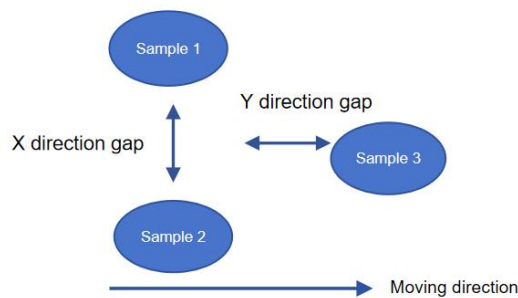 Sample 1
Y direction gap
X direction gap
Sample 3
Sample 2
Moving direction